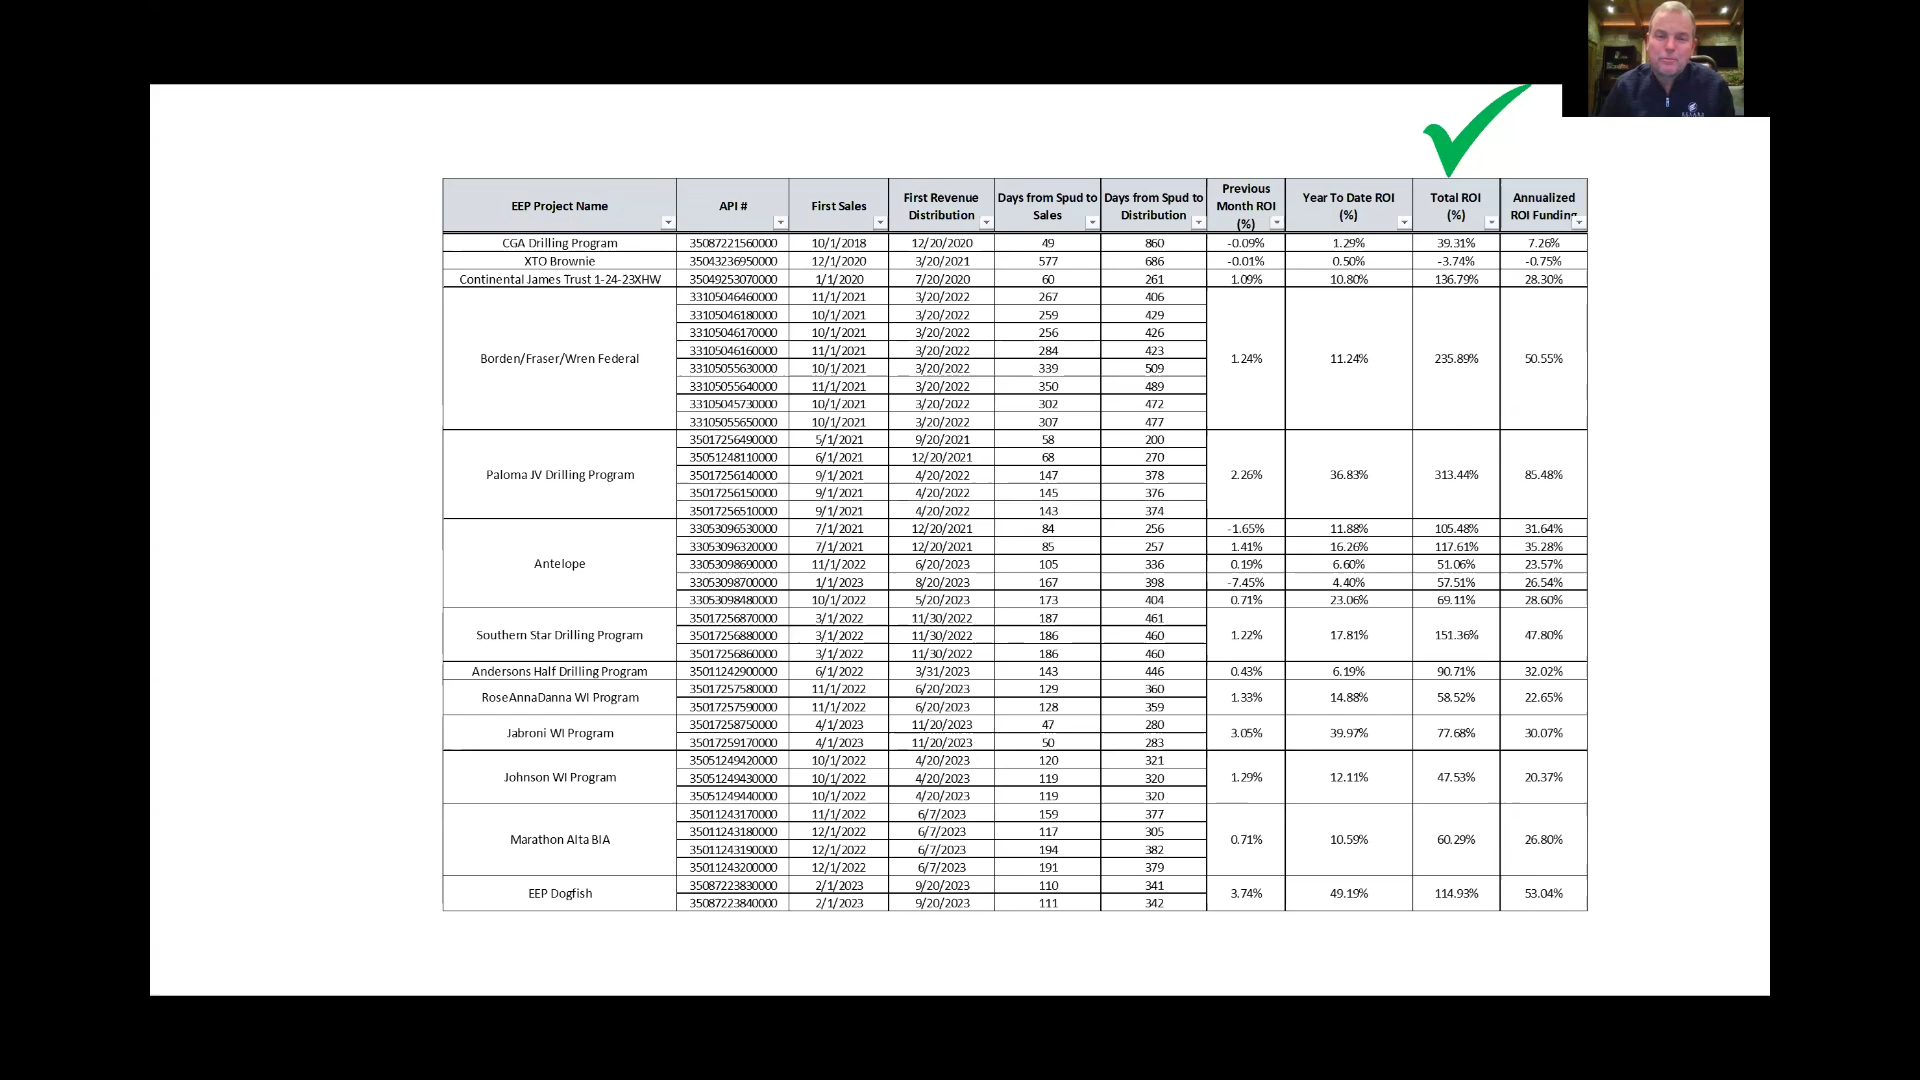 EEP Project Name API # First Sales First Revenue Distribution Days from Spud to Sales Days from Spud to Distribution Previous Month ROI (%) Year To Date ROI (%) Total ROI (%) Annualized ROI Funding
CGA Drilling Program 35087221560000 10/1/2018 12/20/2020 49 860 -0.09% 1.29% 39.31% 7.26%
XTO Brownie 35043236950000 12/1/2020 3/20/2021 577 686 -0.01% 0.50% -3.74% -0.75%
Continental James Trust 1-24-23XHW 35049253070000 1/1/2020 7/20/2020 60 261 1.09% 10.80% 136.79% 28.30%
33105046460000 11/1/2021 3/20/2022 267 406
33105046180000 10/1/2021 3/20/2022 259 429
33105046170000 10/1/2021 3/20/2022 256 426
33105046160000 11/1/2021 3/20/2022 284 423
Borden/Fraser/Wren Federal 1.24% 11.24% 235.89% 50.55%
33105055630000 10/1/2021 3/20/2022 339 509
33105055640000 11/1/2021 3/20/2022 350 489
33105045730000 10/1/2021 3/20/2022 302 472
33105055650000 10/1/2021 3/20/2022 307 477
35017256490000 5/1/2021 9/20/2021 58 200
35051248110000 6/1/2021 12/20/2021 68 270
Paloma JV Drilling Program 35017256140000 9/1/2021 4/20/2022 147 378 2.26% 36.83% 313.44% 85.48%
35017256150000 9/1/2021 4/20/2022 145 376
35017256510000 9/1/2021 4/20/2022 143 374
33053096530000 7/1/2021 12/20/2021 84 256 -1.65% 11.88% 105.48% 31.64%
33053096320000 7/1/2021 12/20/2021 85 257 1.41% 16.26% 117.61% 35.28%
Antelope 33053098690000 11/1/2022 6/20/2023 105 336 0.19% 6.60% 51.06% 23.57%
33053098700000 1/1/2023 8/20/2023 167 398 -7.45% 4.40% 57.51% 26.54%
33053098480000 10/1/2022 5/20/2023 173 404 0.71% 23.06% 69.11% 28.60%
35017256870000 3/1/2022 11/30/2022 187 461
Southern Star Drilling Program 35017256880000 3/1/2022 11/30/2022 186 460 1.22% 17.81% 151.36% 47.80%
35017256860000 3/1/2022 11/30/2022 186 460
Andersons Half Drilling Program 35011242900000 6/1/2022 3/31/2023 143 446 0.43% 6.19% 90.71% 32.02%
35017257580000 11/1/2022 6/20/2023 129 360
RoseAnnaDanna WI Program 1.33% 14.88% 58.52% 22.65%
35017257590000 11/1/2022 6/20/2023 128 359
35017258750000 4/1/2023 11/20/2023 47 280
Jabroni WI Program 3.05% 39.97% 77.68% 30.07%
35017259170000 4/1/2023 11/20/2023 50 283
35051249420000 10/1/2022 4/20/2023 120 321
Johnson WI Program 35051249430000 10/1/2022 4/20/2023 119 320 1.29% 12.11% 47.53% 20.37%
35051249440000 10/1/2022 4/20/2023 119 320
35011243170000 11/1/2022 6/7/2023 159 377
35011243180000 12/1/2022 6/7/2023 117 305
Marathon Alta BIA 0.71% 10.59% 60.29% 26.80%
35011243190000 12/1/2022 6/7/2023 194 382
35011243200000 12/1/2022 6/7/2023 191 379
35087223830000 2/1/2023 9/20/2023 110 341
EEP Dogfish 3.74% 49.19% 114.93% 53.04%
35087223840000 2/1/2023 9/20/2023 111 342